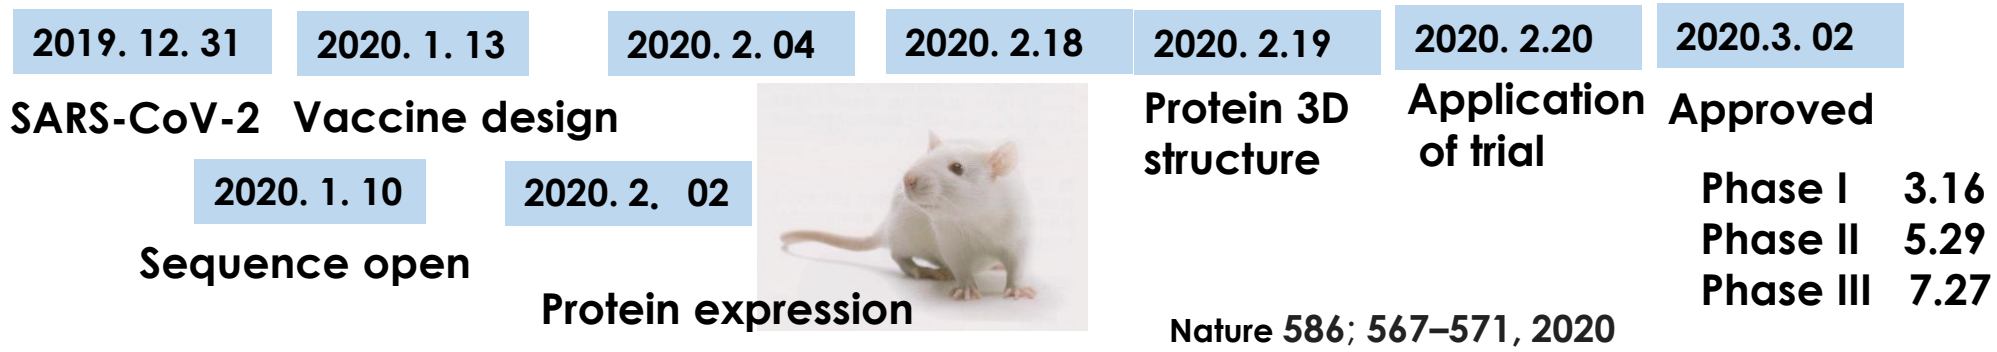 2019. 12. 31
2020. 1. 13
2020. 2. 04
2020. 2.18
2020. 2.19
2020. 2.20
2020.3. 02
SARS-CoV-2
Vaccine design
Protein 3D
structure
Application
of trial
Approved
2020. 1. 10
2020. 2. 02
Sequence open
Protein expression
Phase I 3.16
Phase II 5.29
Phase III 7.27
Nature 586; 567–571, 2020